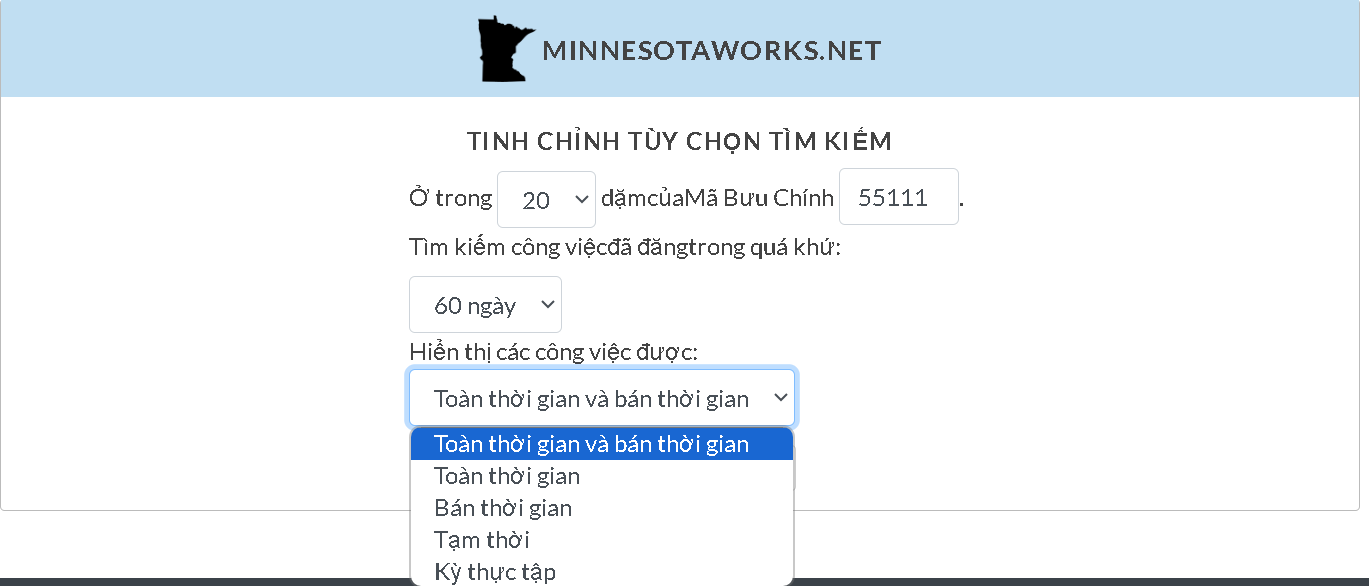 MINNESOTAWORKS.NET
TINH CHỈNH TÙY CHỌN TÌM KIẾM
Ở trong 20 dặmcủaMã Bưu Chính 55111 .
Tìm kiếm công việcđã đăngtrong quá khứ:
60 ngày
Hiển thị các công việc được:
Toàn thời gian và bán thời gian
Toàn thời gian và bán thời gian
Toàn thời gian
Bán thời gian
Tạm thời
Kỳ thực tập